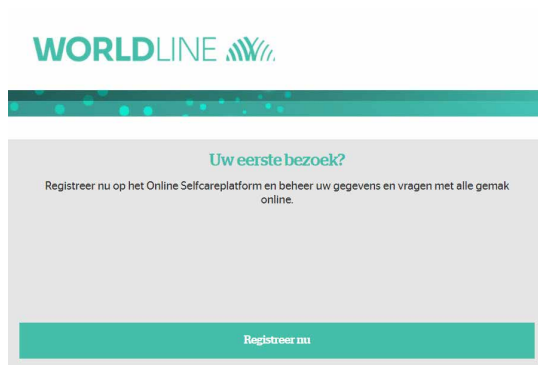 WORLDLINE
Uw eerste bezoek?
Registreer nu op het Online Selfcareplatform en beheer uw gegevens en vragen met alle gemak
online.
Registreer nu